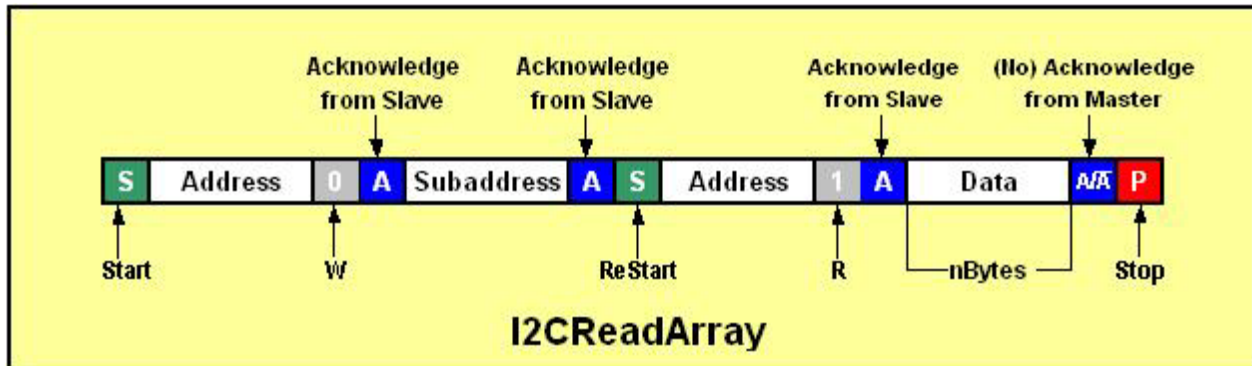 Acknowledge from Slave
Acknowledge from Slave
Acknowledge from Slave
(No) Acknowledge from Master
S Address 0 A Subaddress A S Address 1 A Data A/A̅ P
Start W ReStart R nBytes Stop
I2CReadArray